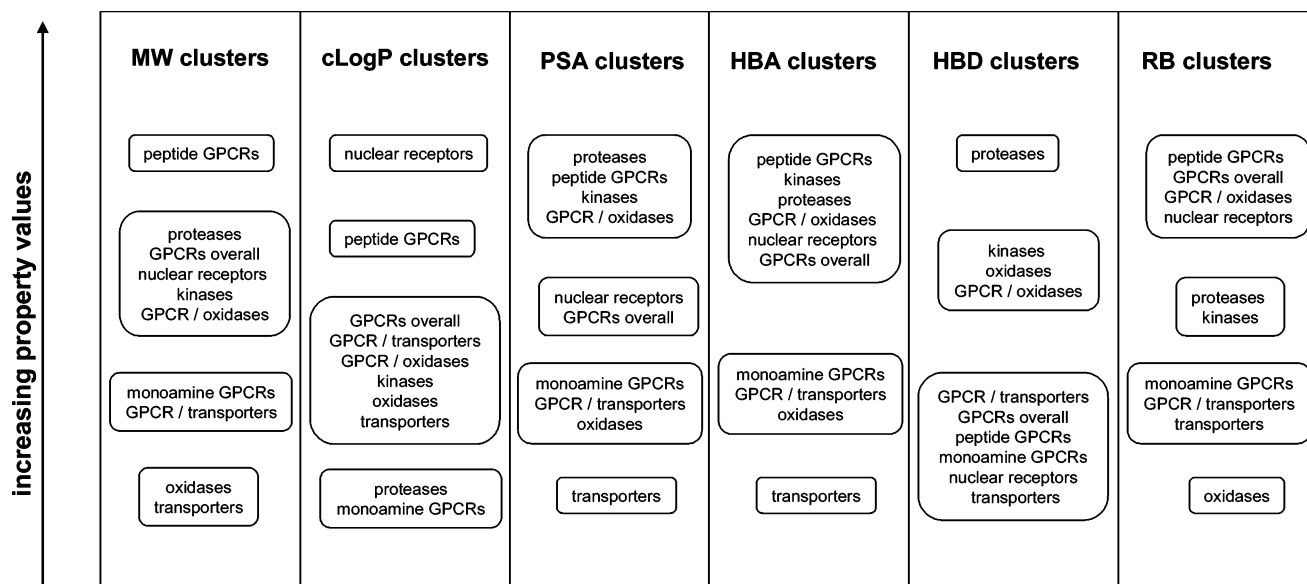 increasing property values
MW clusters
peptide GPCRs
proteases
GPCRs overall
nuclear receptors
kinases
GPCR / oxidases
monoamine GPCRs
GPCR / transporters
oxidases
transporters
cLogP clusters
nuclear receptors
peptide GPCRs
GPCRs overall
GPCR / transporters
GPCR / oxidases
kinases
oxidases
transporters
proteases
monoamine GPCRs
PSA clusters
proteases
peptide GPCRs
kinases
GPCR / oxidases
nuclear receptors
GPCRs overall
monoamine GPCRs
GPCR / transporters
oxidases
transporters
HBA clusters
peptide GPCRs
kinases
proteases
GPCR / oxidases
nuclear receptors
GPCRs overall
monoamine GPCRs
GPCR / transporters
oxidases
transporters
HBD clusters
proteases
kinases
oxidases
GPCR / oxidases
GPCR / transporters
GPCRs overall
peptide GPCRs
monoamine GPCRs
nuclear receptors
transporters
RB clusters
peptide GPCRs
GPCRs overall
GPCR / oxidases
nuclear receptors
proteases
kinases
monoamine GPCRs
GPCR / transporters
transporters
oxidases